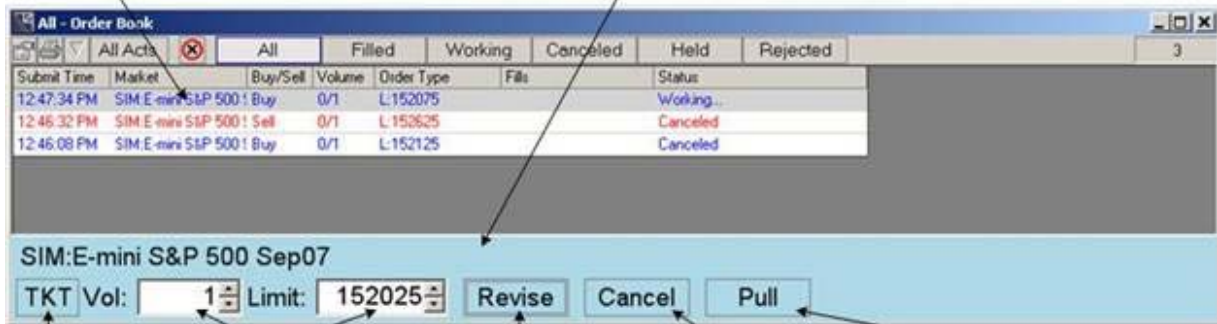 All - Order Book
All Accts All Filled Working Canceled Held Rejected 3
Submit Time Market Buy/Sell Volume Order Type Fills Status
12:47:34 PM SIM:E-mini S&P 500 Buy 0/1 L:152075 Working...
12:46:32 PM SIM:E-mini S&P 500 Sell 0/1 L:152625 Canceled
12:46:08 PM SIM:E-mini S&P 500 Buy 0/1 L:152125 Canceled
SIM:E-mini S&P 500 Sep07
TKT Vol: 1 Limit: 152025 Revise Cancel Pull